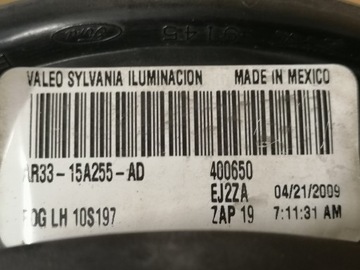 VALEO SYLVANIA ILUMINACION MADE IN MEXICO
AR33-15A255-AD 400650
EJ2ZA 04/21/2009
FOG LH 10S197 ZAP 19 7:11:31 AM